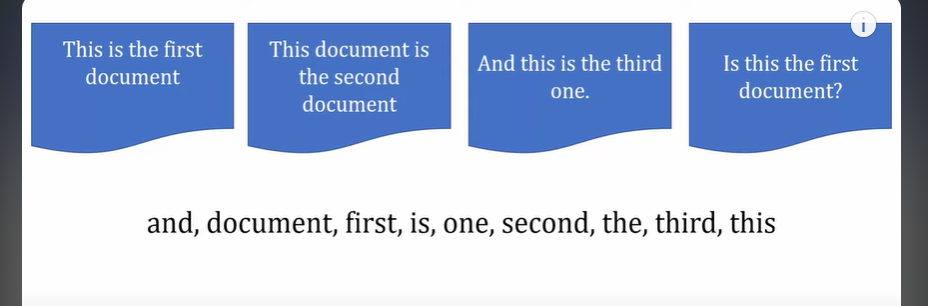 This is the first
document
This document is
the second
document
And this is the third
one.
Is this the first
document?
i
and, document, first, is, one, second, the, third, this